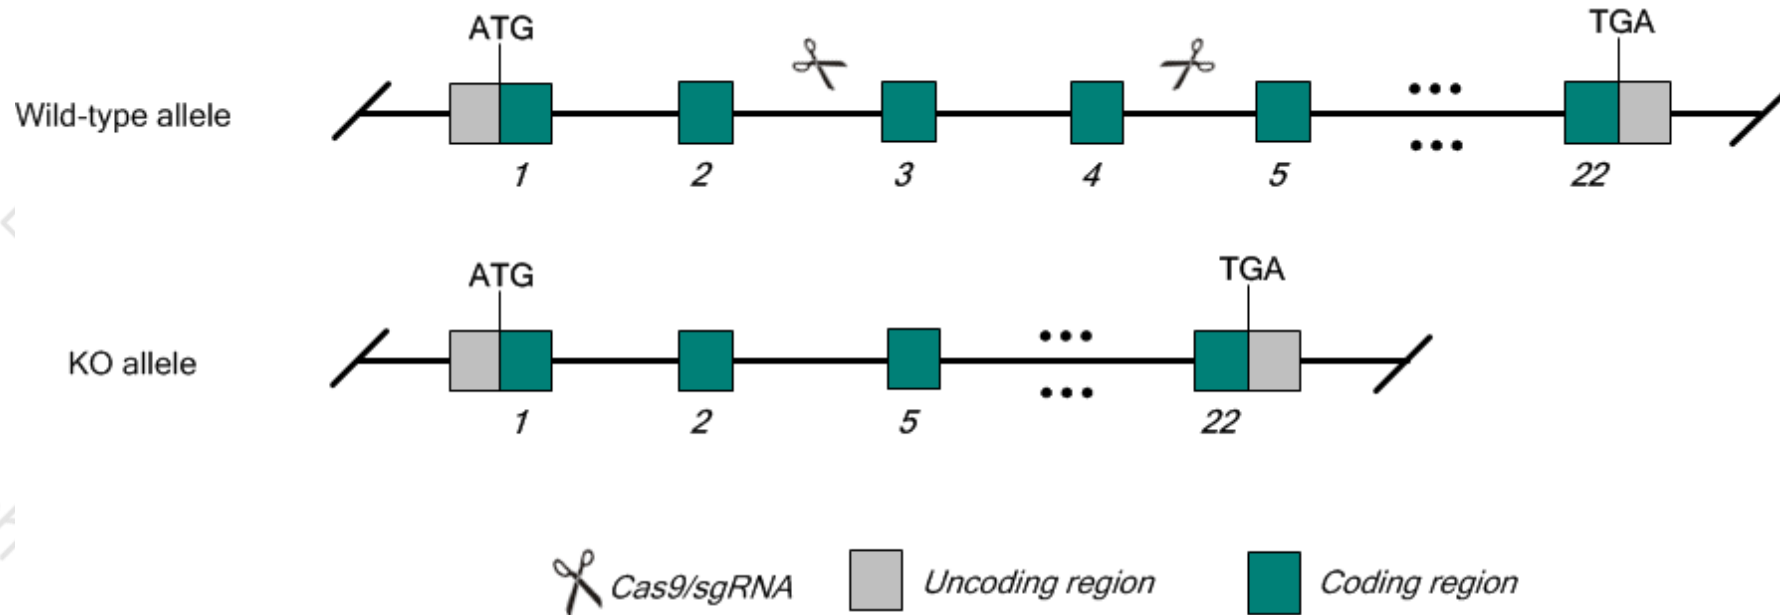 ATG TGA
Wild-type allele
1 2 3 4 5 22
ATG TGA
KO allele
1 2 5 22
Cas9/sgRNA Uncoding region Coding region